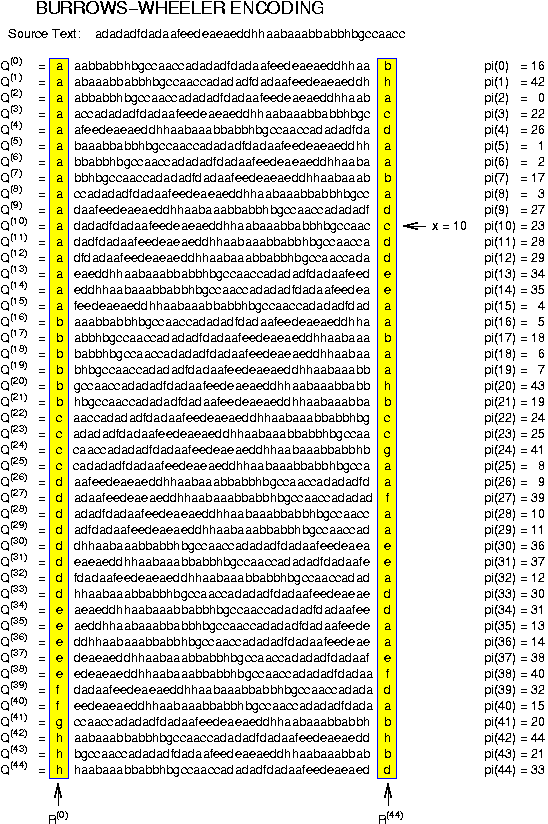 BURROWS-WHEELER ENCODING
Source Text: adadadfdadaafeedeaeaeddhhaabaaabbabbhbgccaacc
Q(0) = a aabbabbhbgccaaccadadadfdadaafeedeaeaeddhhaa b pi(0) = 16
Q(1) = a abaaabbabbhbgccaaccadadadfdadaafeedeaeaeddh h pi(1) = 42
Q(2) = a abbabbhbgccaaccadadadfdadaafeedeaeaeddhhaab a pi(2) = 0
Q(3) = a accadadadfdadaafeedeaeaeddhhaabaaabbabbhbgc c pi(3) = 22
Q(4) = a afeedeaeaeddhhaabaaabbabbhbgccaaccadadadfda d pi(4) = 26
Q(5) = a baaabbabbhbgccaaccadadadfdadaafeedeaeaeddhh a pi(5) = 1
Q(6) = a bbabbhbgccaaccadadadfdadaafeedeaeaeddhhaaba a pi(6) = 2
Q(7) = a bbhbgccaaccadadadfdadaafeedeaeaeddhhaabaaab b pi(7) = 17
Q(8) = a ccadadadfdadaafeedeaeaeddhhaabaaabbabbhbgcc a pi(8) = 3
Q(9) = a daafeedeaeaeddhhaabaaabbabbhbgccaaccadadadf d pi(9) = 27
Q(10) = a dadadfdadaafeedeaeaeddhhaabaaabbabbhbgccaac c x = 10 pi(10) = 23
Q(11) = a dadfdadaafeedeaeaeddhhaabaaabbabbhbgccaacca d pi(11) = 28
Q(12) = a dfdadaafeedeaeaeddhhaabaaabbabbhbgccaaccada d pi(12) = 29
Q(13) = a eaeddhhaabaaabbabbhbgccaaccadadadfdadaafeed e pi(13) = 34
Q(14) = a eddhhaabaaabbabbhbgccaaccadadadfdadaafeedea e pi(14) = 35
Q(15) = a feedeaeaeddhhaabaaabbabbhbgccaaccadadadfdad a pi(15) = 4
Q(16) = b aaabbabbhbgccaaccadadadfdadaafeedeaeaeddhha a pi(16) = 5
Q(17) = b abbhbgccaaccadadadfdadaafeedeaeaeddhhaabaaa b pi(17) = 18
Q(18) = b babbhbgccaaccadadadfdadaafeedeaeaeddhhaabaa a pi(18) = 6
Q(19) = b bhbgccaaccadadadfdadaafeedeaeaeddhhaabaaabb a pi(19) = 7
Q(20) = b gccaaccadadadfdadaafeedeaeaeddhhaabaaabbabb h pi(20) = 43
Q(21) = b hbgccaaccadadadfdadaafeedeaeaeddhhaabaaabba b pi(21) = 19
Q(22) = c aaccadadadfdadaafeedeaeaeddhhaabaaabbabbhbg c pi(22) = 24
Q(23) = c adadadfdadaafeedeaeaeddhhaabaaabbabbhbgccaa c pi(23) = 25
Q(24) = c caaccadadadfdadaafeedeaeaeddhhaabaaabbabbhb g pi(24) = 41
Q(25) = c cadadadfdadaafeedeaeaeddhhaabaaabbabbhbgcca a pi(25) = 8
Q(26) = d aafeedeaeaeddhhaabaaabbabbhbgccaaccadadadfd a pi(26) = 9
Q(27) = d adaafeedeaeaeddhhaabaaabbabbhbgccaaccadadad f pi(27) = 39
Q(28) = d adadfdadaafeedeaeaeddhhaabaaabbabbhbgccaacc a pi(28) = 10
Q(29) = d adfdadaafeedeaeaeddhhaabaaabbabbhbgccaaccad a pi(29) = 11
Q(30) = d dhhaabaaabbabbhbgccaaccadadadfdadaafeedeaea e pi(30) = 36
Q(31) = d eaeaeddhhaabaaabbabbhbgccaaccadadadfdadaafe e pi(31) = 37
Q(32) = d fdadaafeedeaeaeddhhaabaaabbabbhbgccaaccadad a pi(32) = 12
Q(33) = d hhaabaaabbabbhbgccaaccadadadfdadaafeedeaeae d pi(33) = 30
Q(34) = e aeaeddhhaabaaabbabbhbgccaaccadadadfdadaafee d pi(34) = 31
Q(35) = e aeddhhaabaaabbabbhbgccaaccadadadfdadaafeede a pi(35) = 13
Q(36) = e ddhhaabaaabbabbhbgccaaccadadadfdadaafeedeae a pi(36) = 14
Q(37) = e deaeaeddhhaabaaabbabbhbgccaaccadadadfdadaaf e pi(37) = 38
Q(38) = e edeaeaeddhhaabaaabbabbhbgccaaccadadadfdadaa f pi(38) = 40
Q(39) = f dadaafeedeaeaeddhhaabaaabbabbhbgccaaccadada d pi(39) = 32
Q(40) = f eedeaeaeddhhaabaaabbabbhbgccaaccadadadfdada a pi(40) = 15
Q(41) = g ccaaccadadadfdadaafeedeaeaeddhhaabaaabbabbh b pi(41) = 20
Q(42) = h aabaaabbabbhbgccaaccadadadfdadaafeedeaeaedd h pi(42) = 44
Q(43) = h bgccaaccadadadfdadaafeedeaeaeddhhaabaaabbab b pi(43) = 21
Q(44) = h haabaaabbabbhbgccaaccadadadfdadaafeedeaeaed d pi(44) = 33
R(0) R(44)